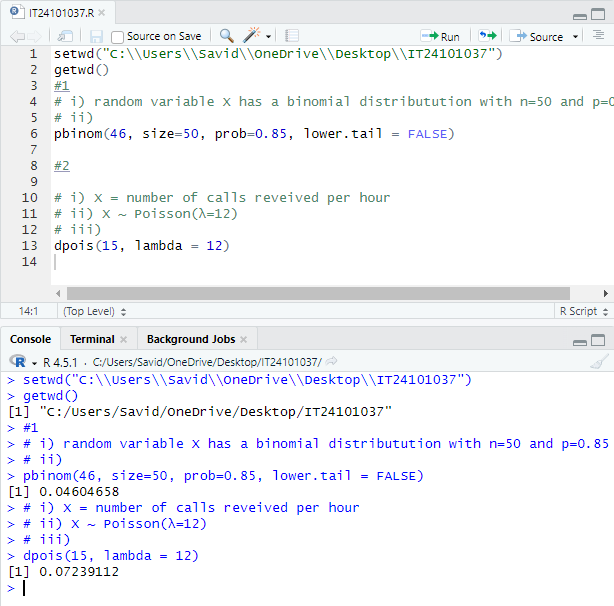 IT24101037.R
Source on Save
Run
Source
1 setwd("C:\\Users\\Savid\\OneDrive\\Desktop\\IT24101037")
2 getwd()
3 #1
4 # i) random variable X has a binomial distributution with n=50 and p=0
5 # ii)
6 pbinom(46, size=50, prob=0.85, lower.tail = FALSE)
7
8 #2
9
10 # i) X = number of calls reveived per hour
11 # ii) X ~ Poisson(λ=12)
12 # iii)
13 dpois(15, lambda = 12)
14
14:1 (Top Level) R Script
Console Terminal Background Jobs
R 4.5.1 · C:/Users/Savid/OneDrive/Desktop/IT24101037/
> setwd("C:\\Users\\Savid\\OneDrive\\Desktop\\IT24101037")
> getwd()
[1] "C:/Users/Savid/OneDrive/Desktop/IT24101037"
> #1
> # i) random variable X has a binomial distributution with n=50 and p=0.85
> # ii)
> pbinom(46, size=50, prob=0.85, lower.tail = FALSE)
[1] 0.04604658
> # i) X = number of calls reveived per hour
> # ii) X ~ Poisson(λ=12)
> # iii)
> dpois(15, lambda = 12)
[1] 0.07239112
>